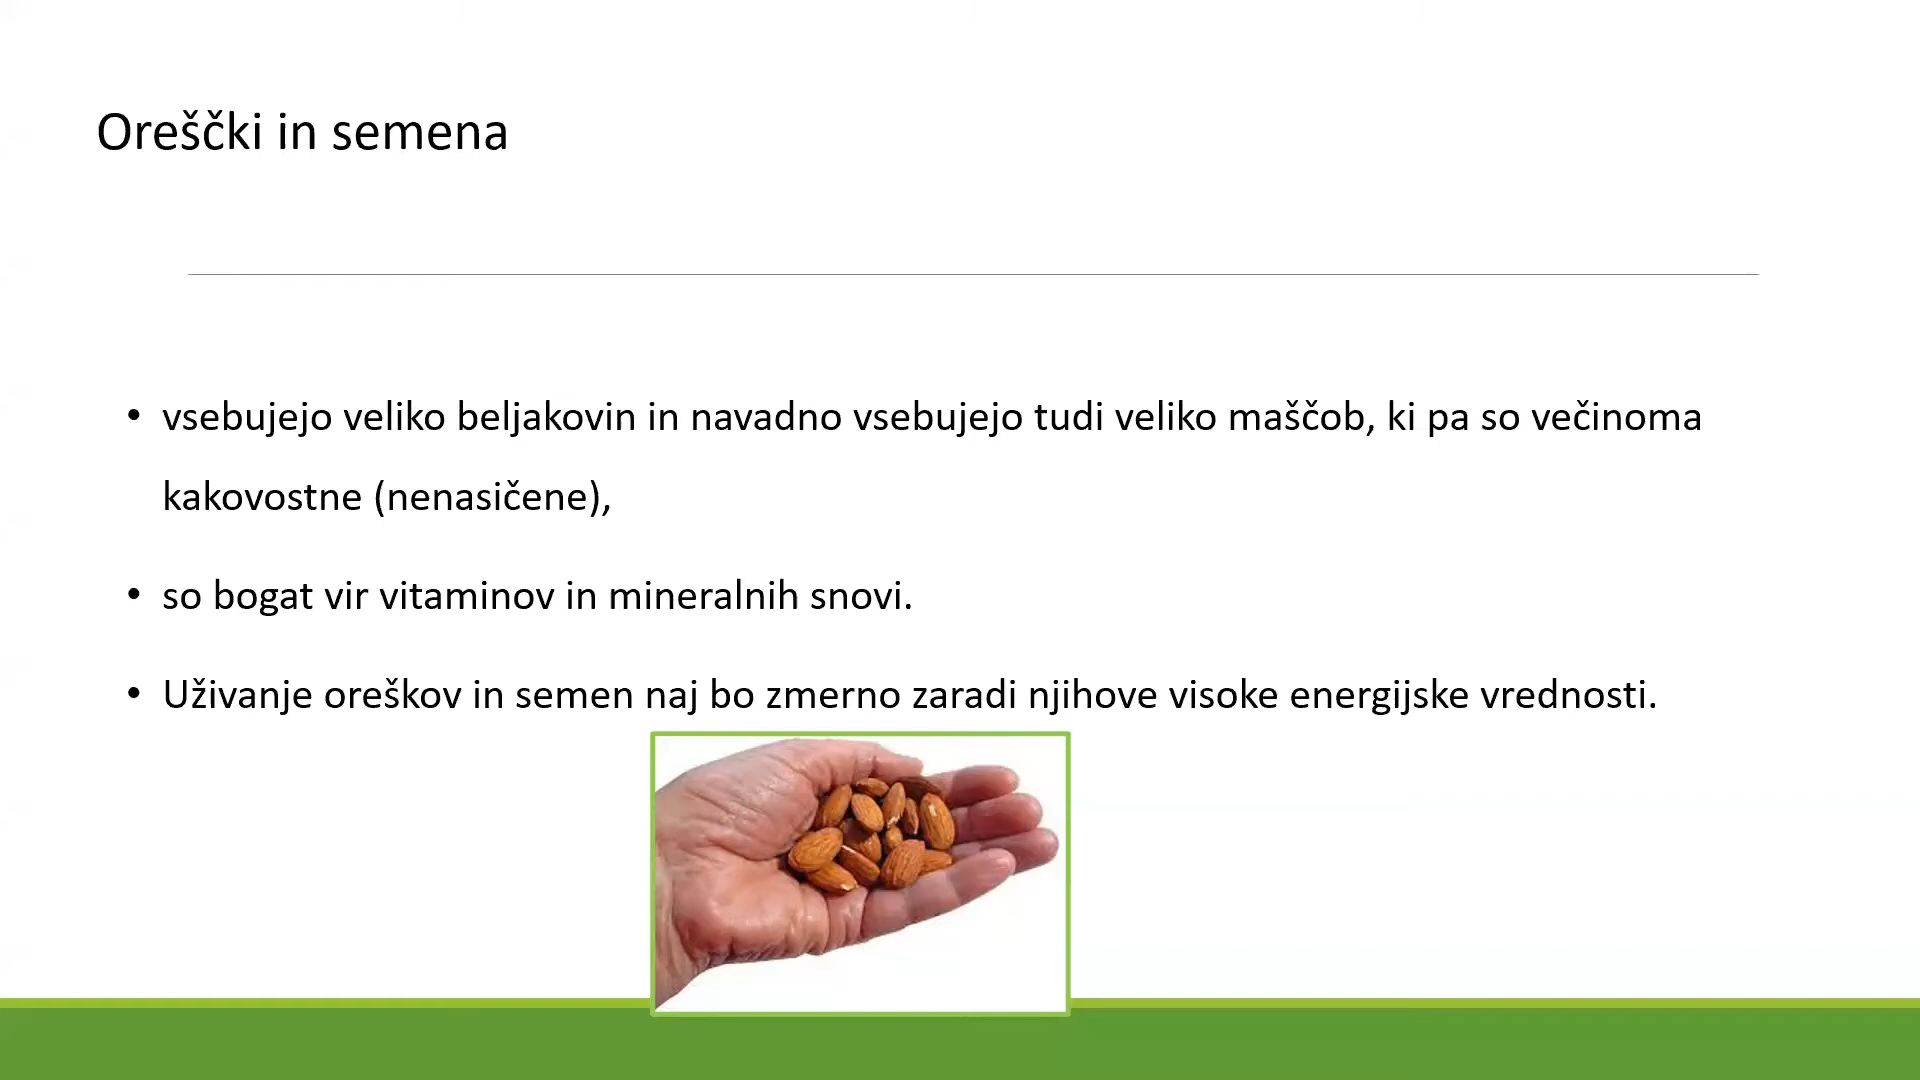 Oreščki in semena
• vsebujejo veliko beljakovin in navadno vsebujejo tudi veliko maščob, ki pa so večinoma
kakovostne (nenasičene),
• so bogat vir vitaminov in mineralnih snovi.
• Uživanje oreškov in semen naj bo zmerno zaradi njihove visoke energijske vrednosti.